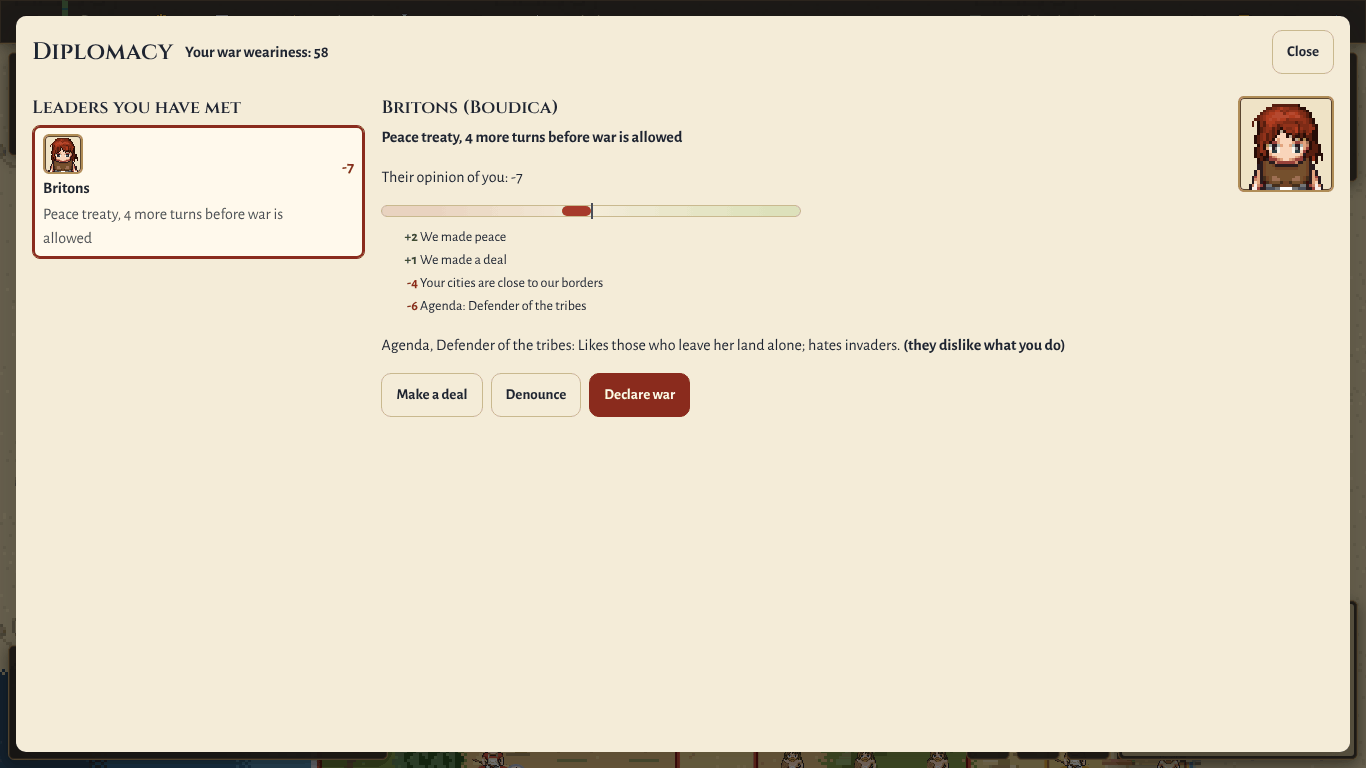 Diplomacy Your war weariness: 58
Close
Leaders you have met
-7
Britons
Peace treaty, 4 more turns before war is
allowed
Britons (Boudica)
Peace treaty, 4 more turns before war is allowed
Their opinion of you: -7
+2 We made peace
+1 We made a deal
-4 Your cities are close to our borders
-6 Agenda: Defender of the tribes
Agenda, Defender of the tribes: Likes those who leave her land alone; hates invaders. (they dislike what you do)
Make a deal
Denounce
Declare war